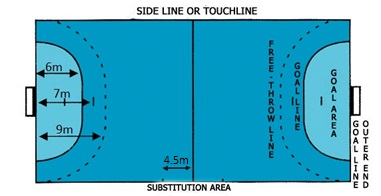 SIDE LINE OR TOUCHLINE
6m
7m
9m
4.5m
FREE-THROW LINE
GOAL LINE
GOAL AREA
GOAL LINE
OUTER END
SUBSTITUTION AREA